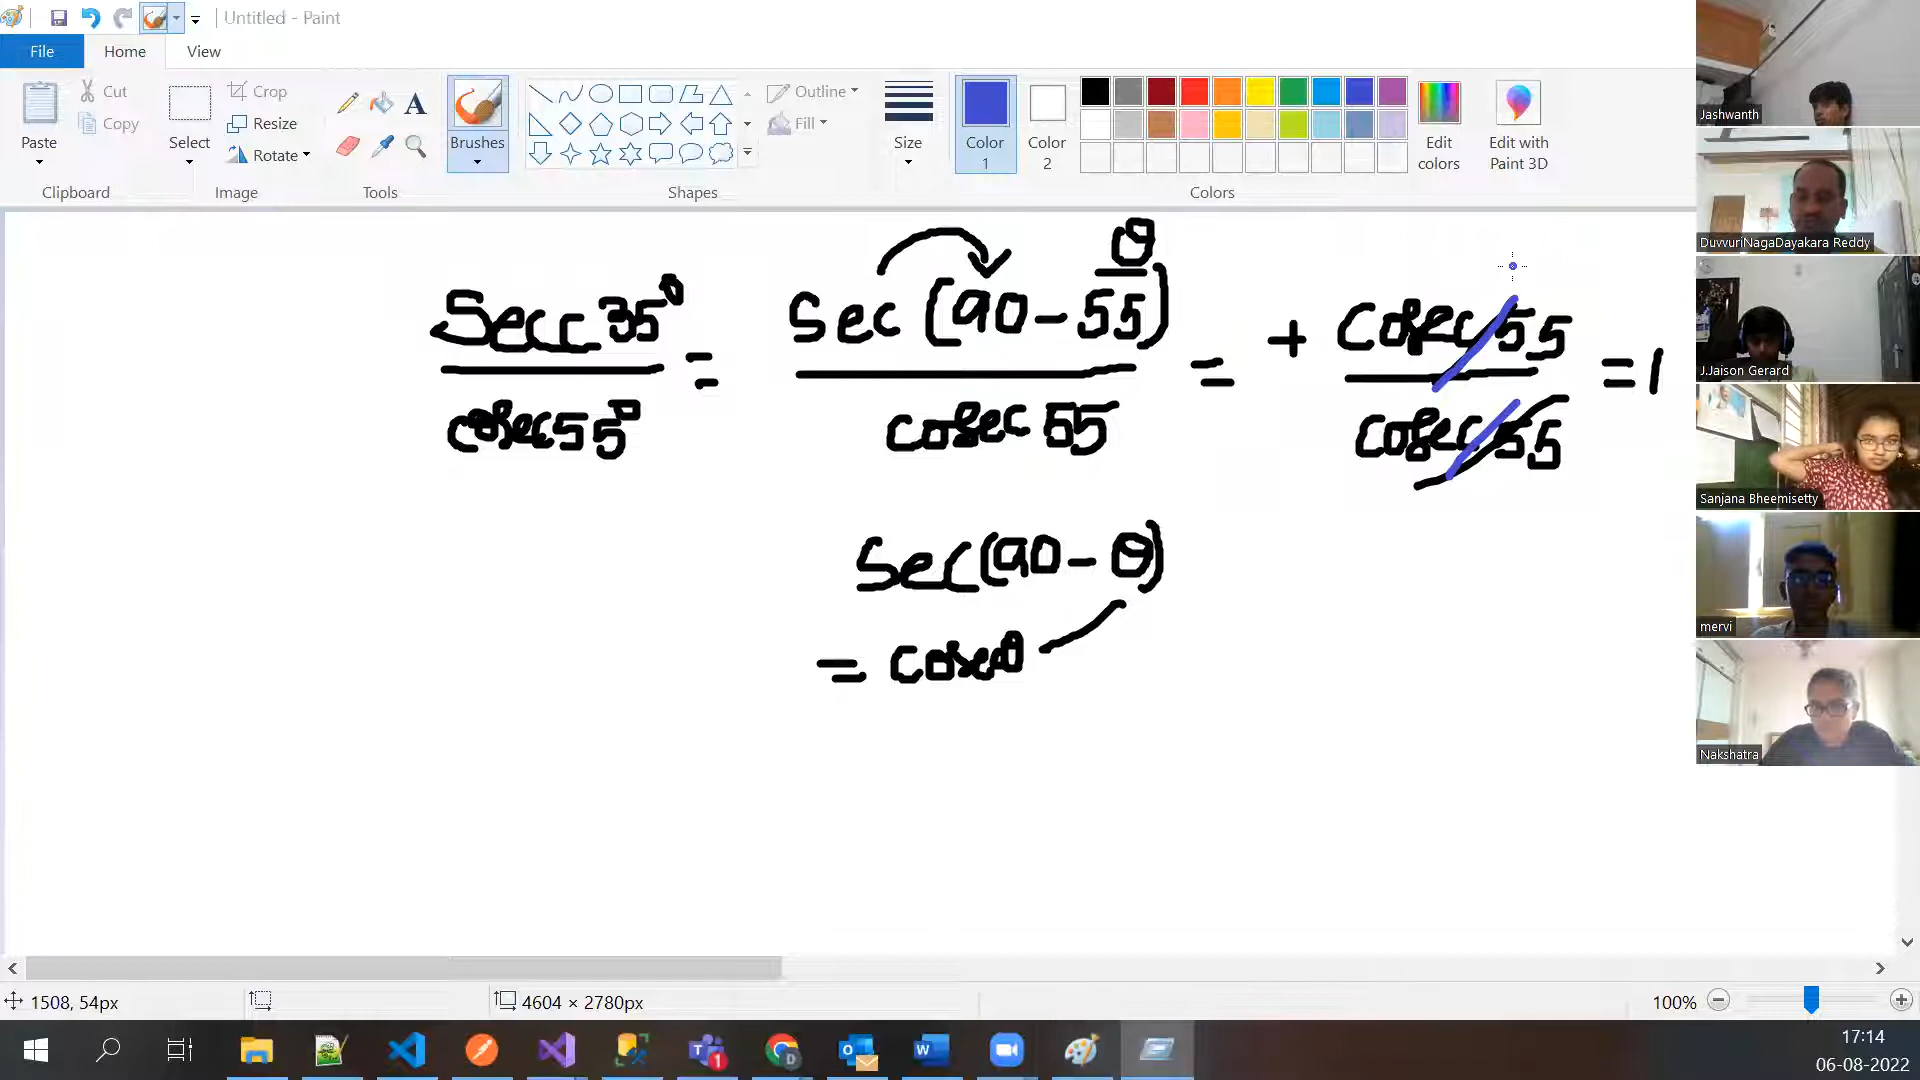 Untitled - Paint
File Home View
Paste
Cut
Copy
Clipboard
Select
Crop
Resize
Rotate
Image
Tools
Brushes
Shapes
Outline
Fill
Size
Color 1
Color 2
Colors
Edit colors
Edit with Paint 3D
Secc 35° / cosec 55° = sec (90 - 55) / cosec 55 = + cosec 55 / cosec 55 = 1
θ
sec (90 - θ)
= cosecθ
Jashwanth
DuvvuriNagaDayakara Reddy
J.Jaison Gerard
Sanjana Bheemisetty
mervi
Nakshatra
1508, 54px
4604 × 2780px
100%
1
D
W
17:14
06-08-2022